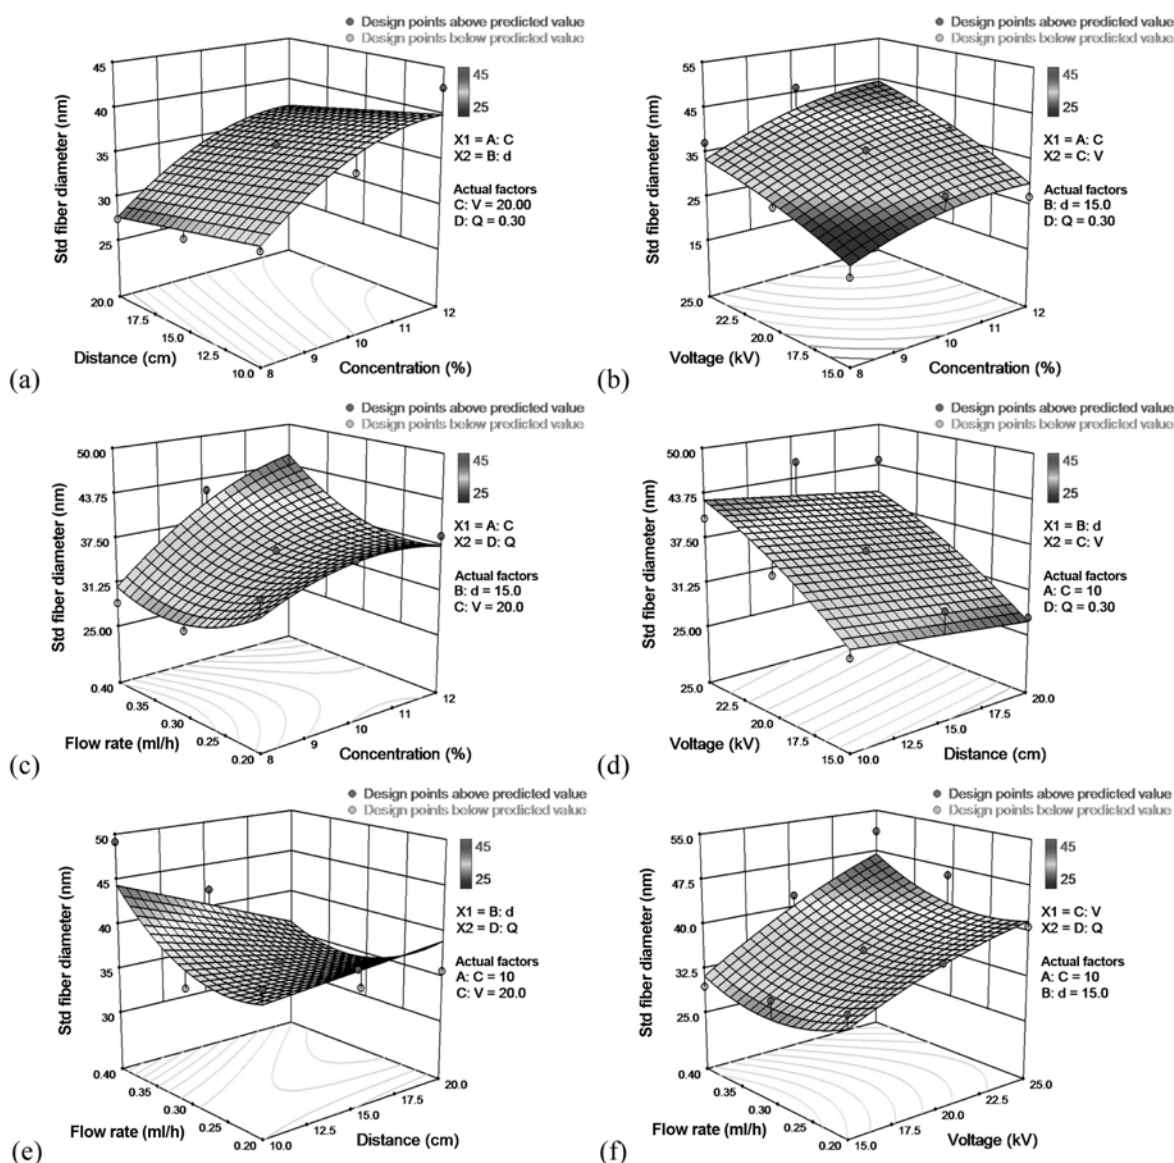 Design points above predicted value
Design points below predicted value
45
40
35
30
25
20.0
17.5
15.0
12.5
10.0
8
9
10
11
12
Std fiber diameter (nm)
Distance (cm)
Concentration (%)
45
25
X1 = A: C
X2 = B: d
Actual factors
C: V = 20.00
D: Q = 0.30
(a)
Design points above predicted value
Design points below predicted value
55
45
35
25
15
25.0
22.5
20.0
17.5
15.0
8
9
10
11
12
Std fiber diameter (nm)
Voltage (kV)
Concentration (%)
45
25
X1 = A: C
X2 = C: V
Actual factors
B: d = 15.0
D: Q = 0.30
(b)
Design points above predicted value
Design points below predicted value
50.00
43.75
37.50
31.25
25.00
0.40
0.35
0.30
0.25
0.20
8
9
10
11
12
Std fiber diameter (nm)
Flow rate (ml/h)
Concentration (%)
45
25
X1 = A: C
X2 = D: Q
Actual factors
B: d = 15.0
C: V = 20.0
(c)
Design points above predicted value
Design points below predicted value
50.00
43.75
37.50
31.25
25.00
25.0
22.5
20.0
17.5
15.0
10.0
12.5
15.0
17.5
20.0
Std fiber diameter (nm)
Voltage (kV)
Distance (cm)
45
25
X1 = B: d
X2 = C: V
Actual factors
A: C = 10
D: Q = 0.30
(d)
Design points above predicted value
Design points below predicted value
50
45
40
35
30
0.40
0.35
0.30
0.25
0.20
10.0
12.5
15.0
17.5
20.0
Std fiber diameter (nm)
Flow rate (ml/h)
Distance (cm)
45
25
X1 = B: d
X2 = D: Q
Actual factors
A: C = 10
C: V = 20.0
(e)
Design points above predicted value
Design points below predicted value
55.0
47.5
40.0
32.5
25.0
0.40
0.35
0.30
0.25
0.20
15.0
17.5
20.0
22.5
25.0
Std fiber diameter (nm)
Flow rate (ml/h)
Voltage (kV)
45
25
X1 = C: V
X2 = D: Q
Actual factors
A: C = 10
B: d = 15.0
(f)